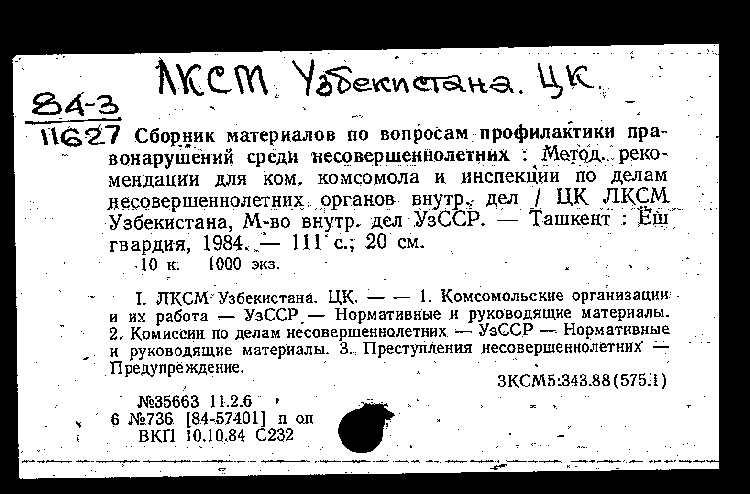 ЛКСМ Узбекистана. ЦК.
84-3
11627
Сборник материалов по вопросам профилактики пра-
вонарушений среди несовершеннолетних : Метод. реко-
мендации для ком. комсомола и инспекции по делам
несовершеннолетних органов внутр. дел / ЦК ЛКСМ
Узбекистана, М-во внутр. дел УзССР. — Ташкент : Ёш
гвардия, 1984. — 111 с.; 20 см.
10 к. 1000 экз.
I. ЛКСМ Узбекистана. ЦК. — — 1. Комсомольские организации
и их работа — УзССР — Нормативные и руководящие материалы.
2. Комиссии по делам несовершеннолетних — УзССР — Нормативные
и руководящие материалы. 3. Преступления несовершеннолетних —
Предупреждение.
3КСМ5:343.88(575.1)
№35663 11.2.6
6 №736 [84-57401] п оп
ВКП 10.10.84 С232